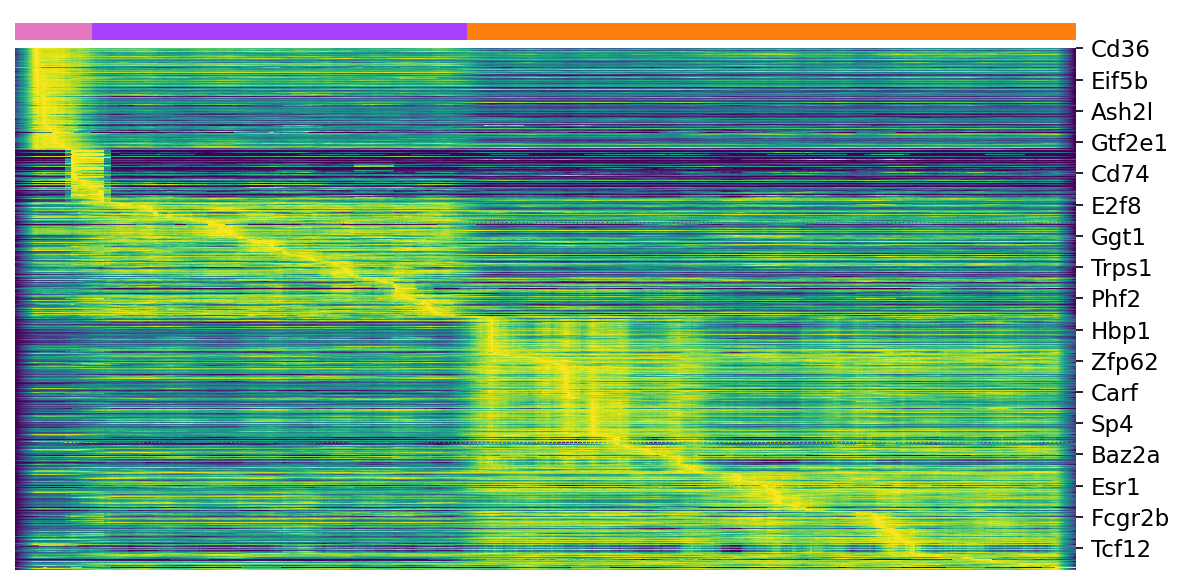 Cd36
Eif5b
Ash2l
Gtf2e1
Cd74
E2f8
Ggt1
Trps1
Phf2
Hbp1
Zfp62
Carf
Sp4
Baz2a
Esr1
Fcgr2b
Tcf12